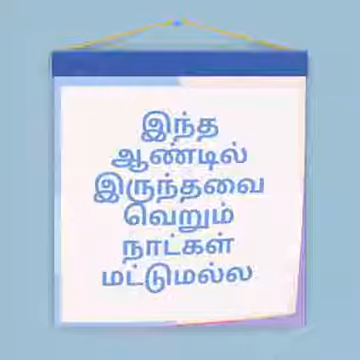 இந்த
ஆண்டில்
இருந்தவை
வெறும்
நாட்கள்
மட்டுமல்ல